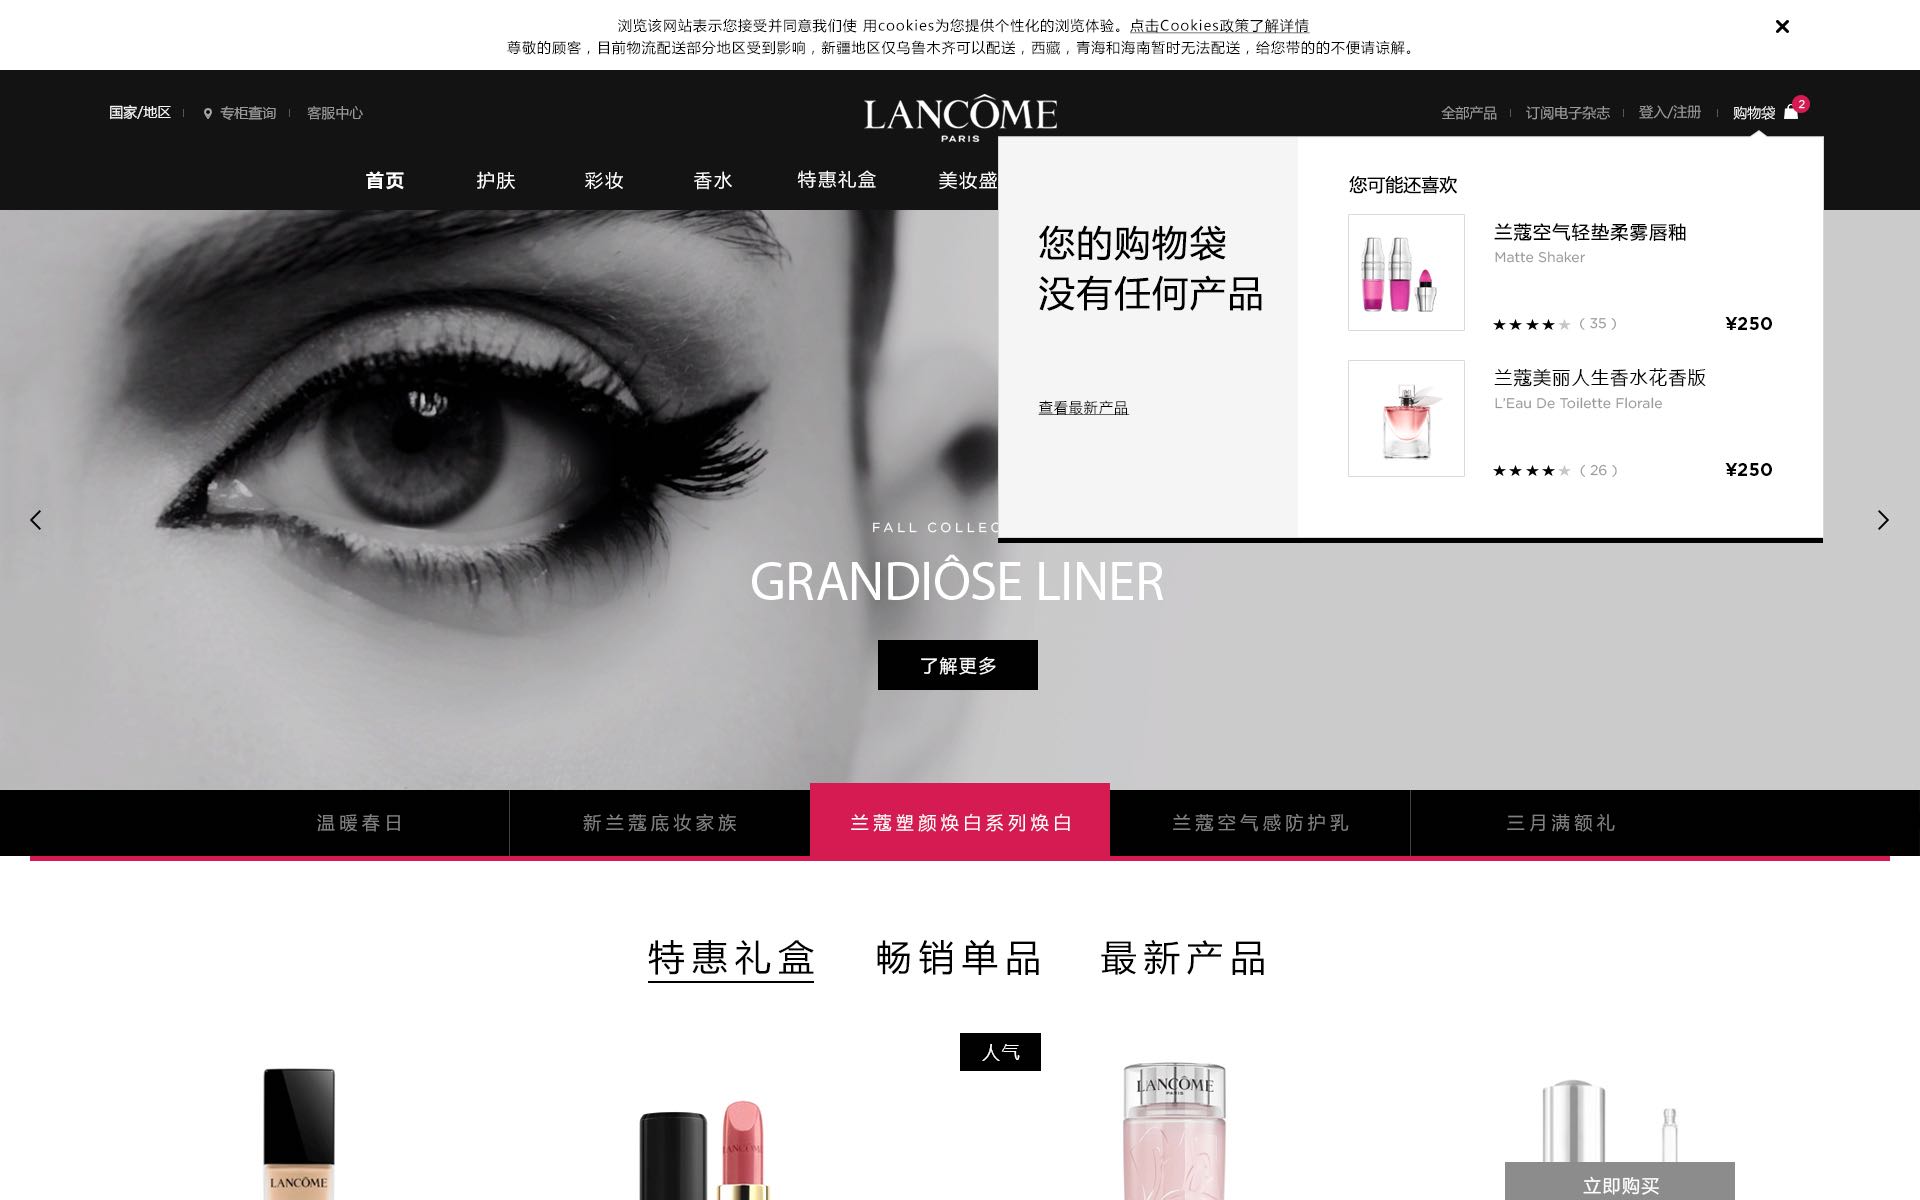 浏览该网站表示您接受并同意我们使 用cookies为您提供个性化的浏览体验。点击Cookies政策了解详情
尊敬的顾客，目前物流配送部分地区受到影响，新疆地区仅乌鲁木齐可以配送，西藏，青海和海南暂时无法配送，给您带的的不便请谅解。
国家/地区
专柜查询
客服中心
LANCÔME
PARIS
全部产品
订阅电子杂志
登入/注册
购物袋
2
首页
护肤
彩妆
香水
特惠礼盒
美妆盛
您的购物袋
没有任何产品
查看最新产品
您可能还喜欢
兰蔻空气轻垫柔雾唇釉
Matte Shaker
( 35 )
¥250
兰蔻美丽人生香水花香版
L'Eau De Toilette Florale
( 26 )
¥250
FALL COLLEC
GRANDIÔSE LINER
了解更多
温暖春日
新兰蔻底妆家族
兰蔻塑颜焕白系列焕白
兰蔻空气感防护乳
三月满额礼
特惠礼盒
畅销单品
最新产品
人气
LANCÔME
LANCÔME
LANCÔME
PARIS
立即购买